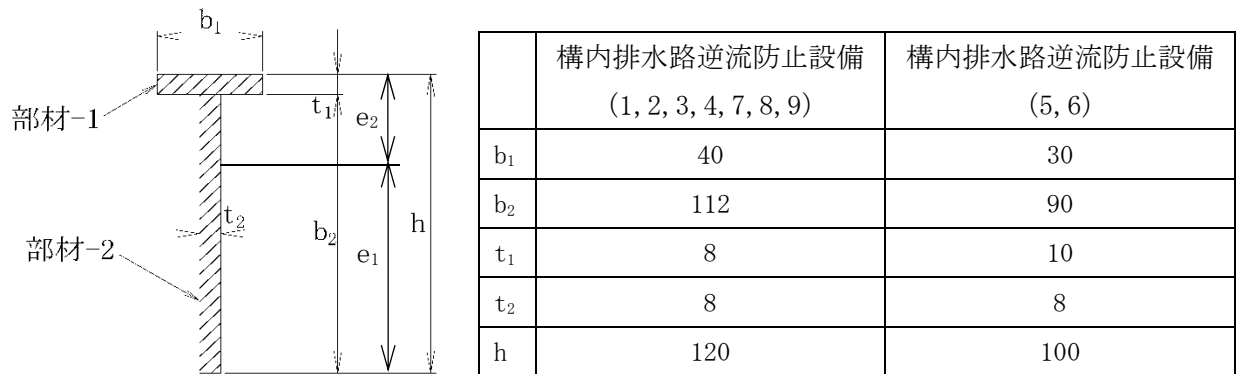 b₁
部材-1
t₁
e₂
t₂
b₂
h
e₁
部材-2
構内排水路逆流防止設備
(1, 2, 3, 4, 7, 8, 9)
構内排水路逆流防止設備
(5, 6)
b₁ 40 30
b₂ 112 90
t₁ 8 10
t₂ 8 8
h 120 100